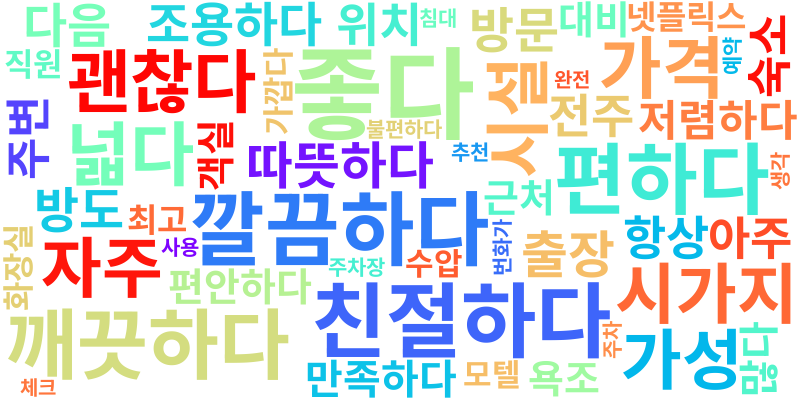 다음
조용하다
위치
침대
방문
대비
넷플릭스
직원
괜찮다
가깝다
좋다
시설
완전
가격
예약
숙소
주변
넓다
객실
불편하다
전주
저렴하다
따뜻하다
추천
편하다
생각
방도
최고
깔끔하다
근처
항상
아주
화장실
자주
사용
주차장
수압
번화가
출장
시가지
편안하다
깨끗하다
친절하다
주차
가성
많다
체크
만족하다
모텔
욕조